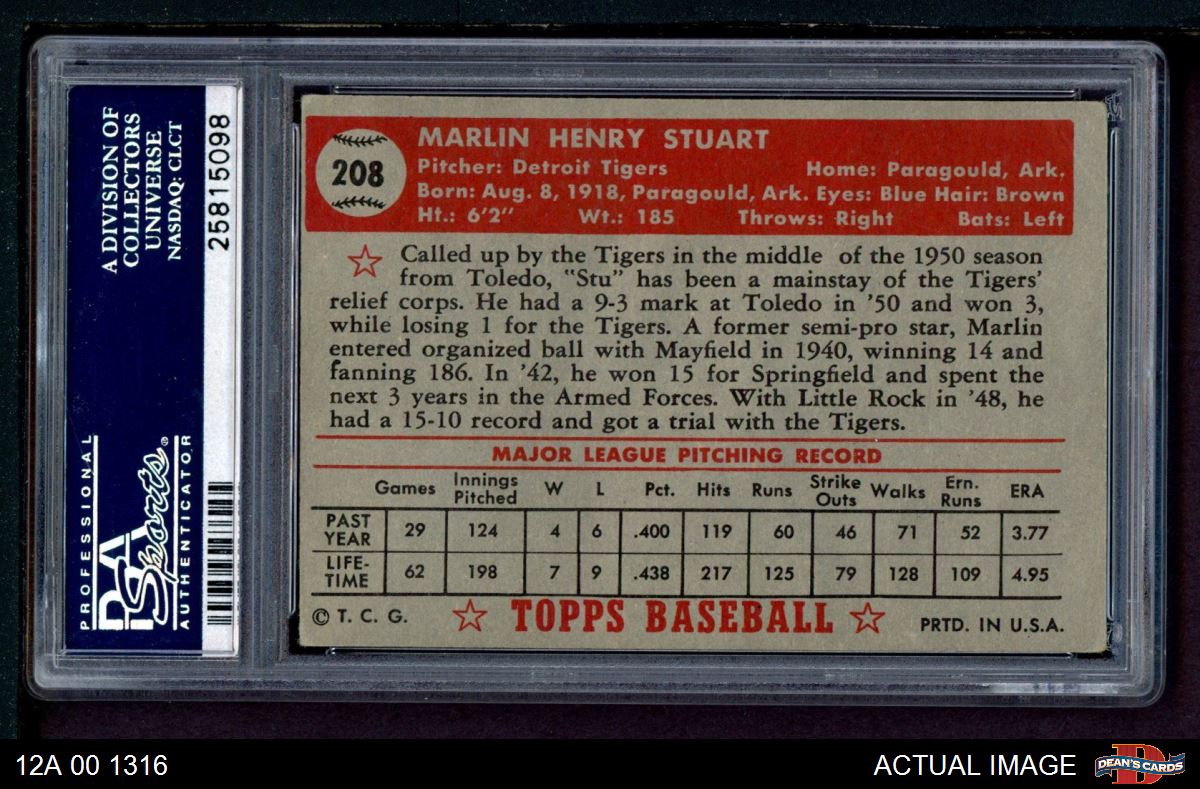 A DIVISION OF
COLLECTORS
UNIVERSE
NASDAQ: CLCT
25815098
PROFESSIONAL
PSA
Sports®
AUTHENTICATOR
208
MARLIN HENRY STUART
Pitcher: Detroit Tigers Home: Paragould, Ark.
Born: Aug. 8, 1918, Paragould, Ark. Eyes: Blue Hair: Brown
Ht.: 6'2" Wt.: 185 Throws: Right Bats: Left
Called up by the Tigers in the middle of the 1950 season
from Toledo, "Stu" has been a mainstay of the Tigers'
relief corps. He had a 9-3 mark at Toledo in '50 and won 3,
while losing 1 for the Tigers. A former semi-pro star, Marlin
entered organized ball with Mayfield in 1940, winning 14 and
fanning 186. In '42, he won 15 for Springfield and spent the
next 3 years in the Armed Forces. With Little Rock in '48, he
had a 15-10 record and got a trial with the Tigers.
MAJOR LEAGUE PITCHING RECORD
Games Innings Pitched W L Pct. Hits Runs Strike Outs Walks Ern. Runs ERA
PAST YEAR 29 124 4 6 .400 119 60 46 71 52 3.77
LIFE-TIME 62 198 7 9 .438 217 125 79 128 109 4.95
© T. C. G. TOPPS BASEBALL PRTD. IN U.S.A.
12A 00 1316
ACTUAL IMAGE
DEAN'S CARDS